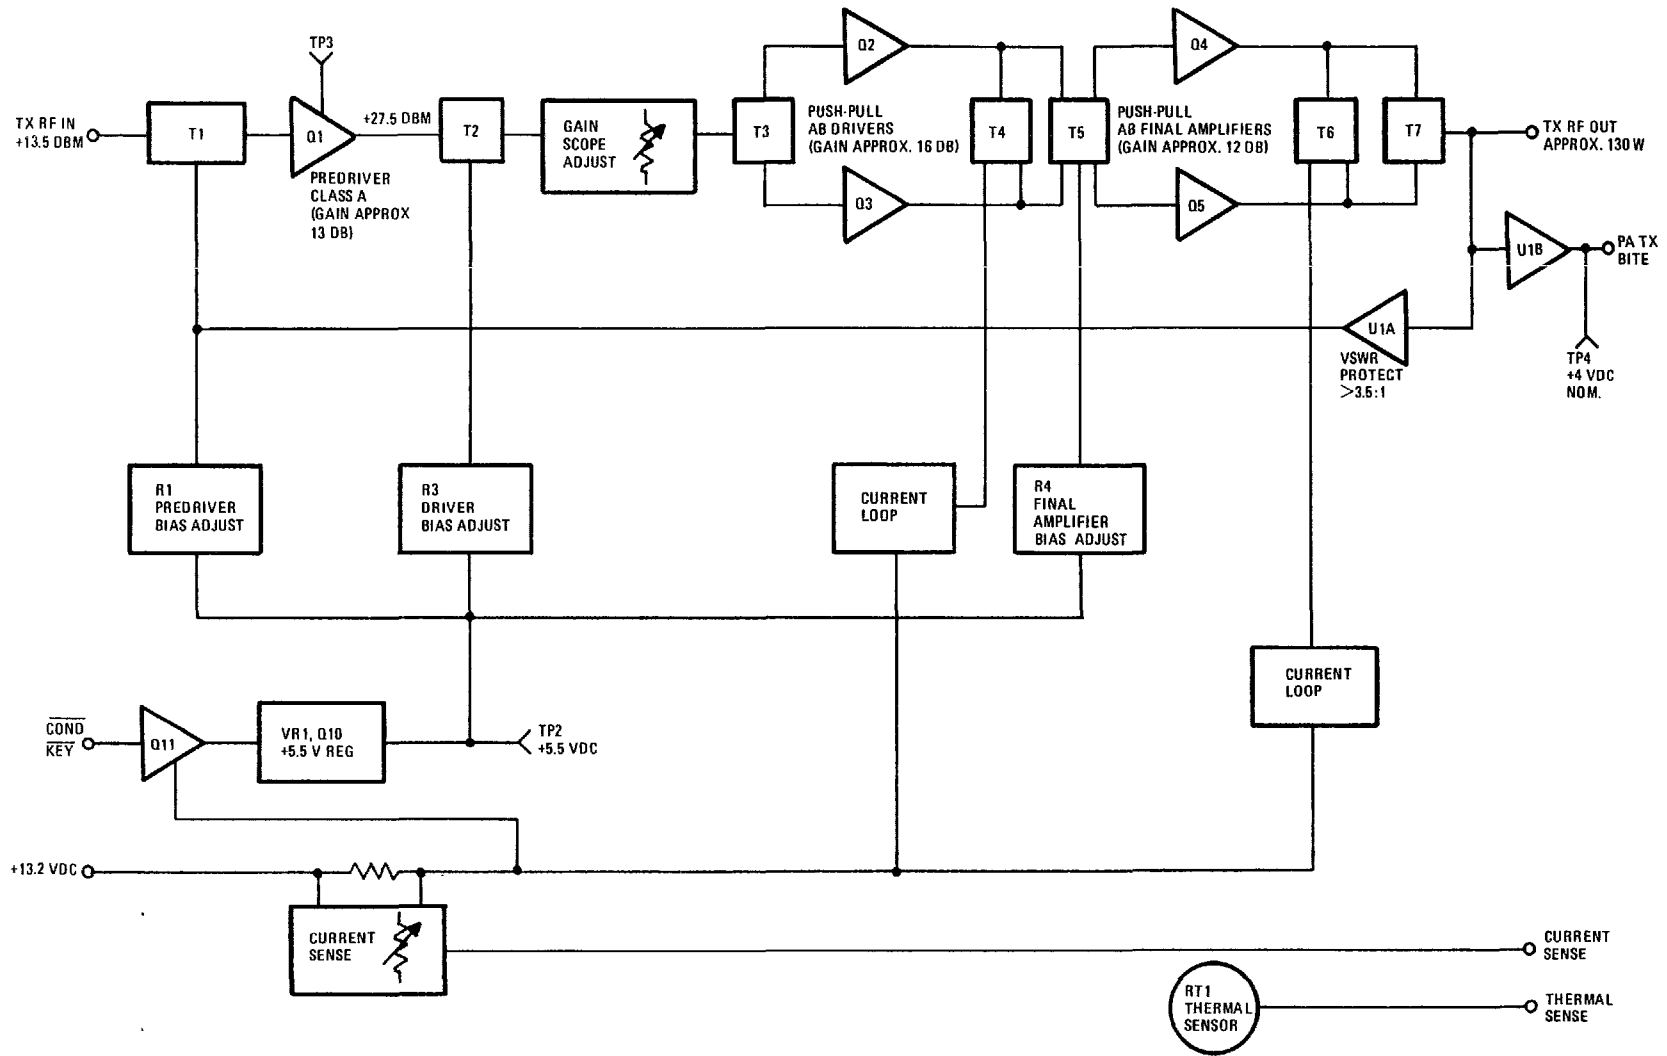 TP3
Q2
Q4
TX RF IN
+13.5 DBM
T1
Q1
+27.5 DBM
T2
GAIN
SCOPE
ADJUST
T3
PUSH-PULL
AB DRIVERS
(GAIN APPROX. 16 DB)
T4
T5
PUSH-PULL
AB FINAL AMPLIFIERS
(GAIN APPROX. 12 DB)
T6
T7
TX RF OUT
APPROX. 130 W
PREDRIVER
CLASS A
(GAIN APPROX
13 DB)
Q3
Q5
U1B
PA TX
BITE
U1A
VSWR
PROTECT
>3.5:1
TP4
+4 VDC
NOM.
R1
PREDRIVER
BIAS ADJUST
R3
DRIVER
BIAS ADJUST
CURRENT
LOOP
R4
FINAL
AMPLIFIER
BIAS ADJUST
CURRENT
LOOP
COND
KEY
Q11
VR1, Q10
+5.5 V REG
TP2
+5.5 VDC
+13.2 VDC
CURRENT
SENSE
CURRENT
SENSE
RT1
THERMAL
SENSOR
THERMAL
SENSE